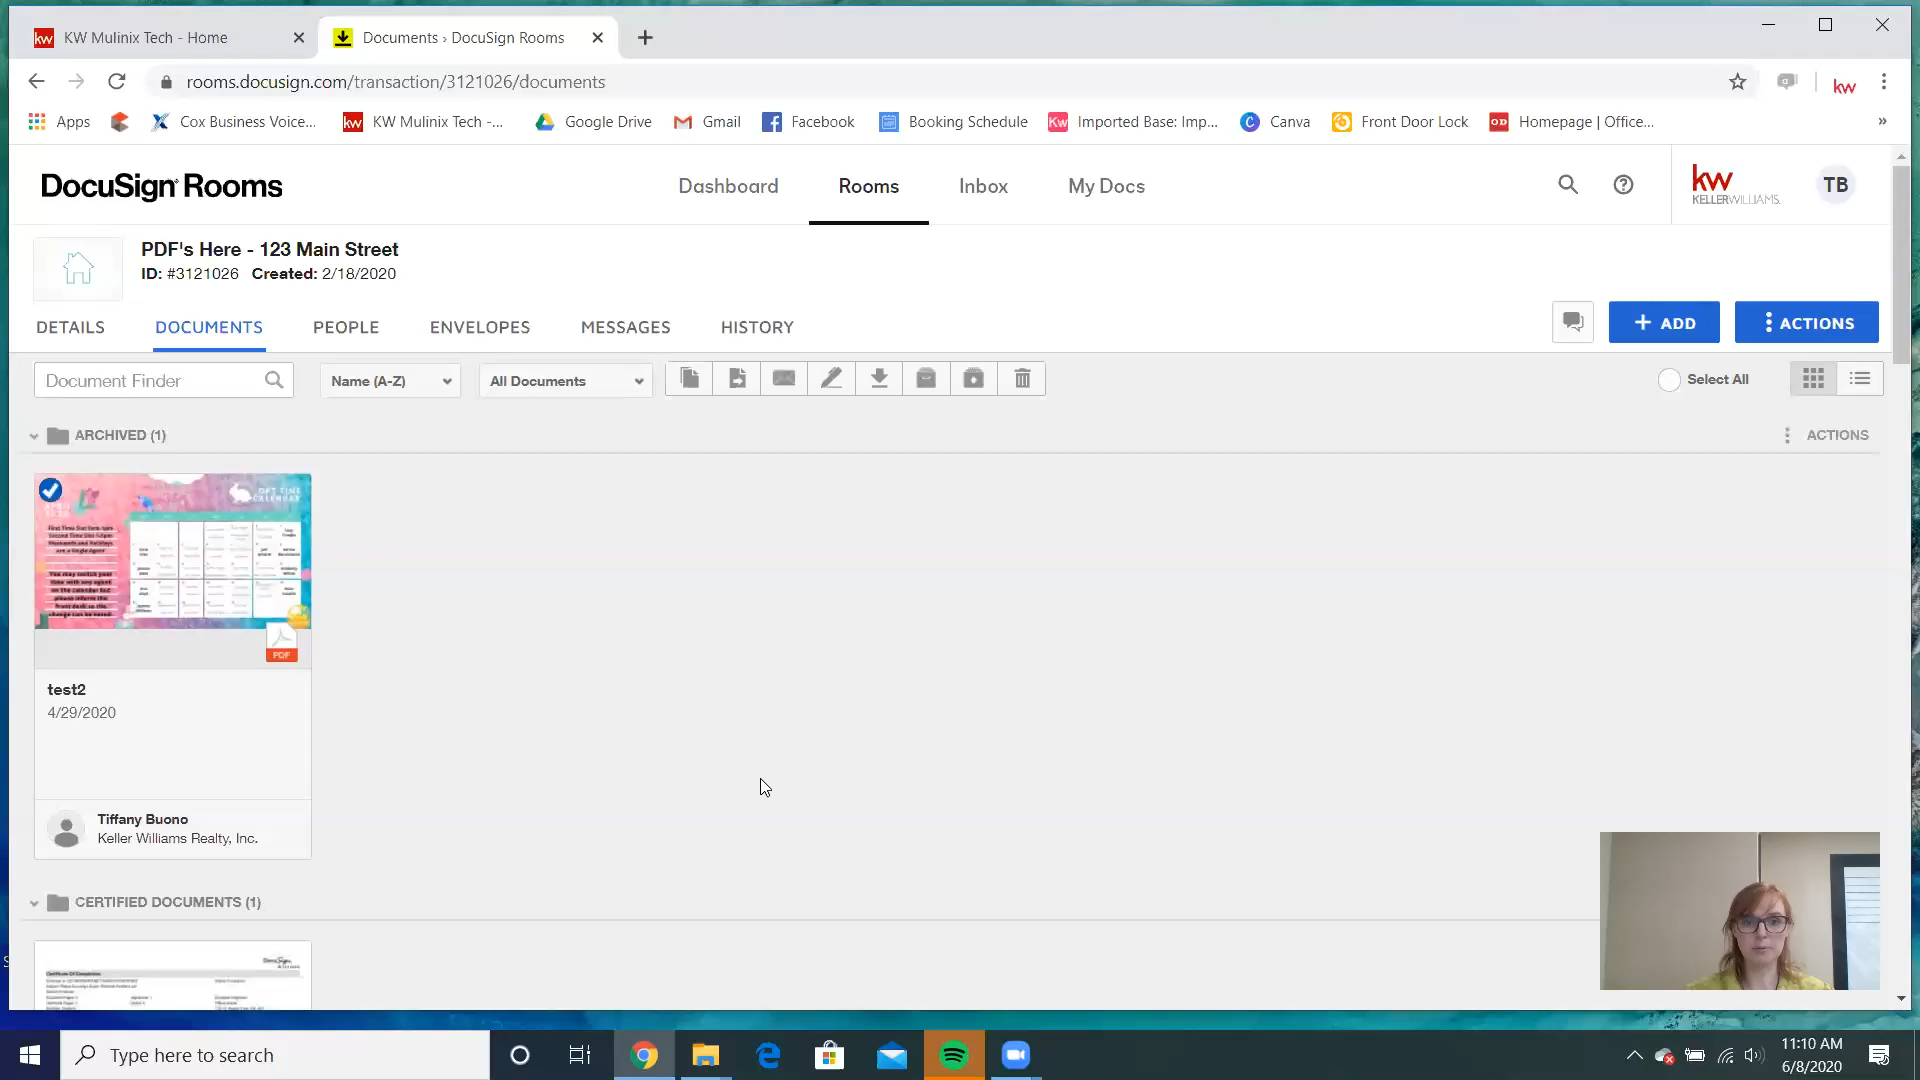 KW Mulinix Tech - Home
Documents › DocuSign Rooms
rooms.docusign.com/transaction/3121026/documents
kw
Apps
Cox Business Voice...
KW Mulinix Tech -...
Google Drive
Gmail
Facebook
Booking Schedule
Imported Base: Imp...
Canva
Front Door Lock
Homepage | Office...
DocuSign Rooms
Dashboard
Rooms
Inbox
My Docs
kw
KELLERWILLIAMS.
TB
PDF's Here - 123 Main Street
ID: #3121026 Created: 2/18/2020
DETAILS
DOCUMENTS
PEOPLE
ENVELOPES
MESSAGES
HISTORY
+ ADD
ACTIONS
Document Finder
Name (A-Z)
All Documents
Select All
ARCHIVED (1)
ACTIONS
PDF
test2
4/29/2020
Tiffany Buono
Keller Williams Realty, Inc.
CERTIFIED DOCUMENTS (1)
Type here to search
11:10 AM
6/8/2020